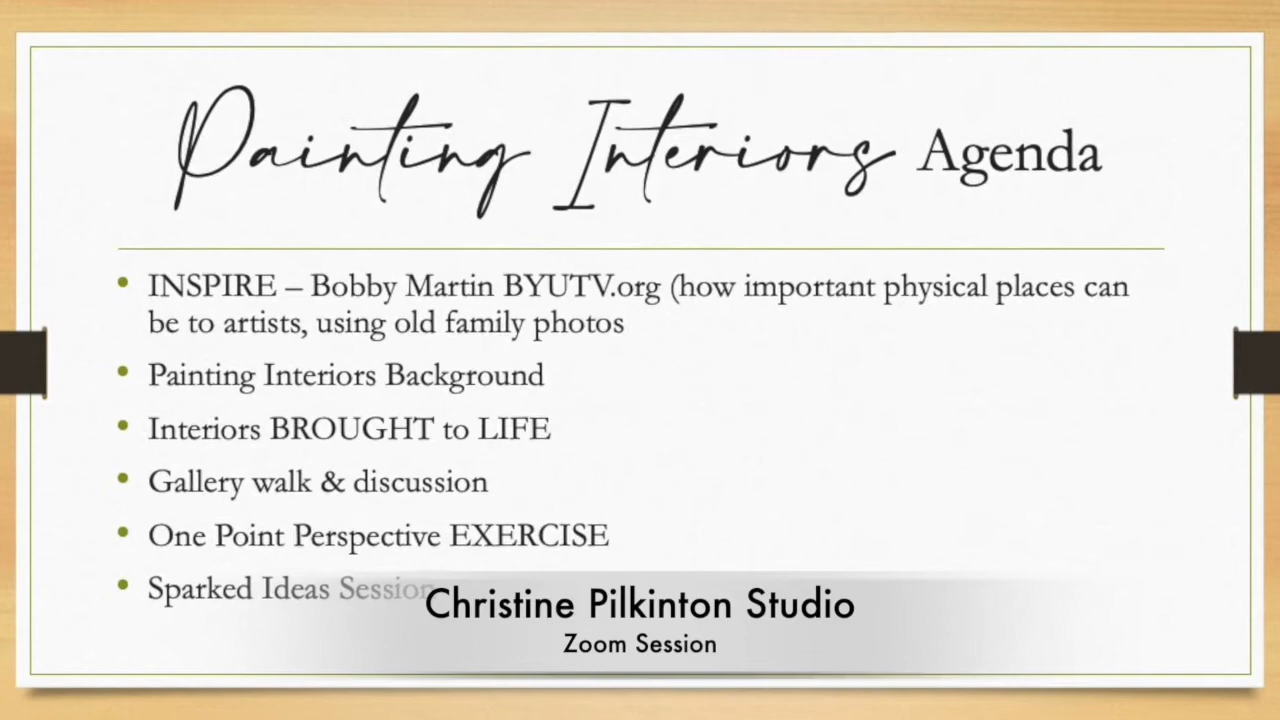 Painting Interiors Agenda
• INSPIRE – Bobby Martin BYUTV.org (how important physical places can
be to artists, using old family photos
• Painting Interiors Background
• Interiors BROUGHT to LIFE
• Gallery walk & discussion
• One Point Perspective EXERCISE
• Sparked Ideas Session
Christine Pilkinton Studio
Zoom Session